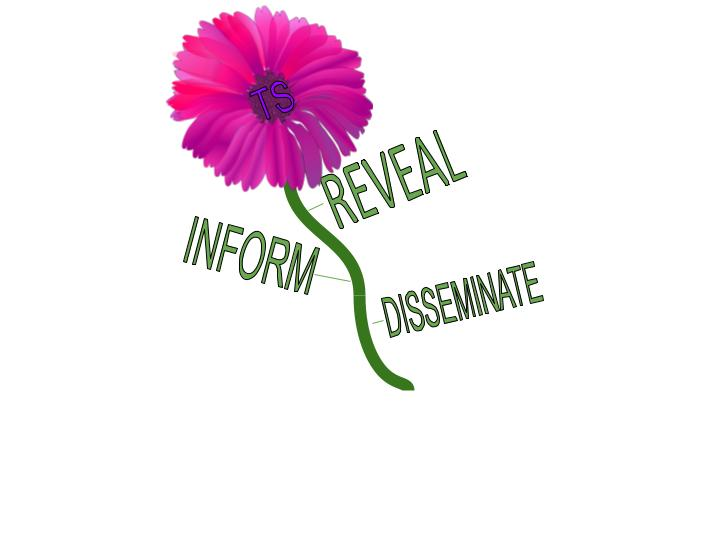 TS
REVEAL
INFORM
DISSEMINATE